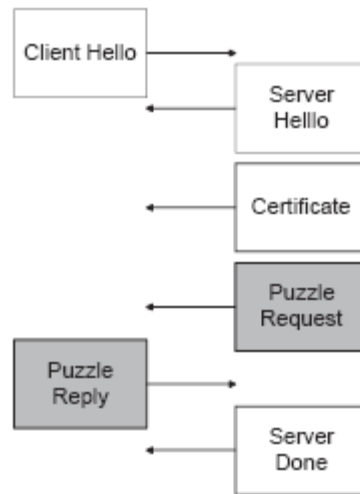 Client Hello
Server
Helllo
Certificate
Puzzle
Request
Puzzle
Reply
Server
Done